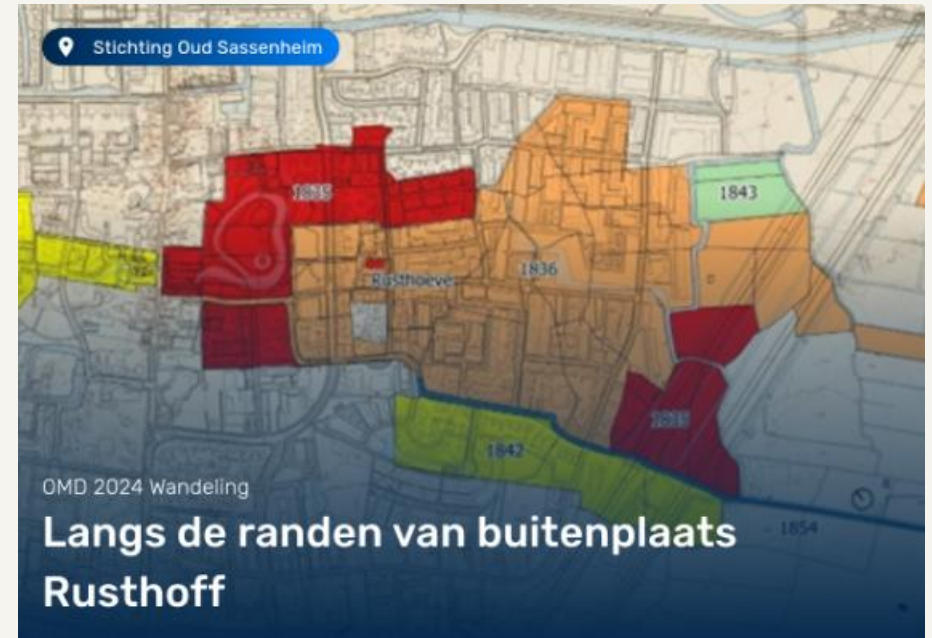 Stichting Oud Sassenheim
1843
1835
1836
Rusthoeve
1835
1842
1854
OMD 2024 Wandeling
Langs de randen van buitenplaats
Rusthoff